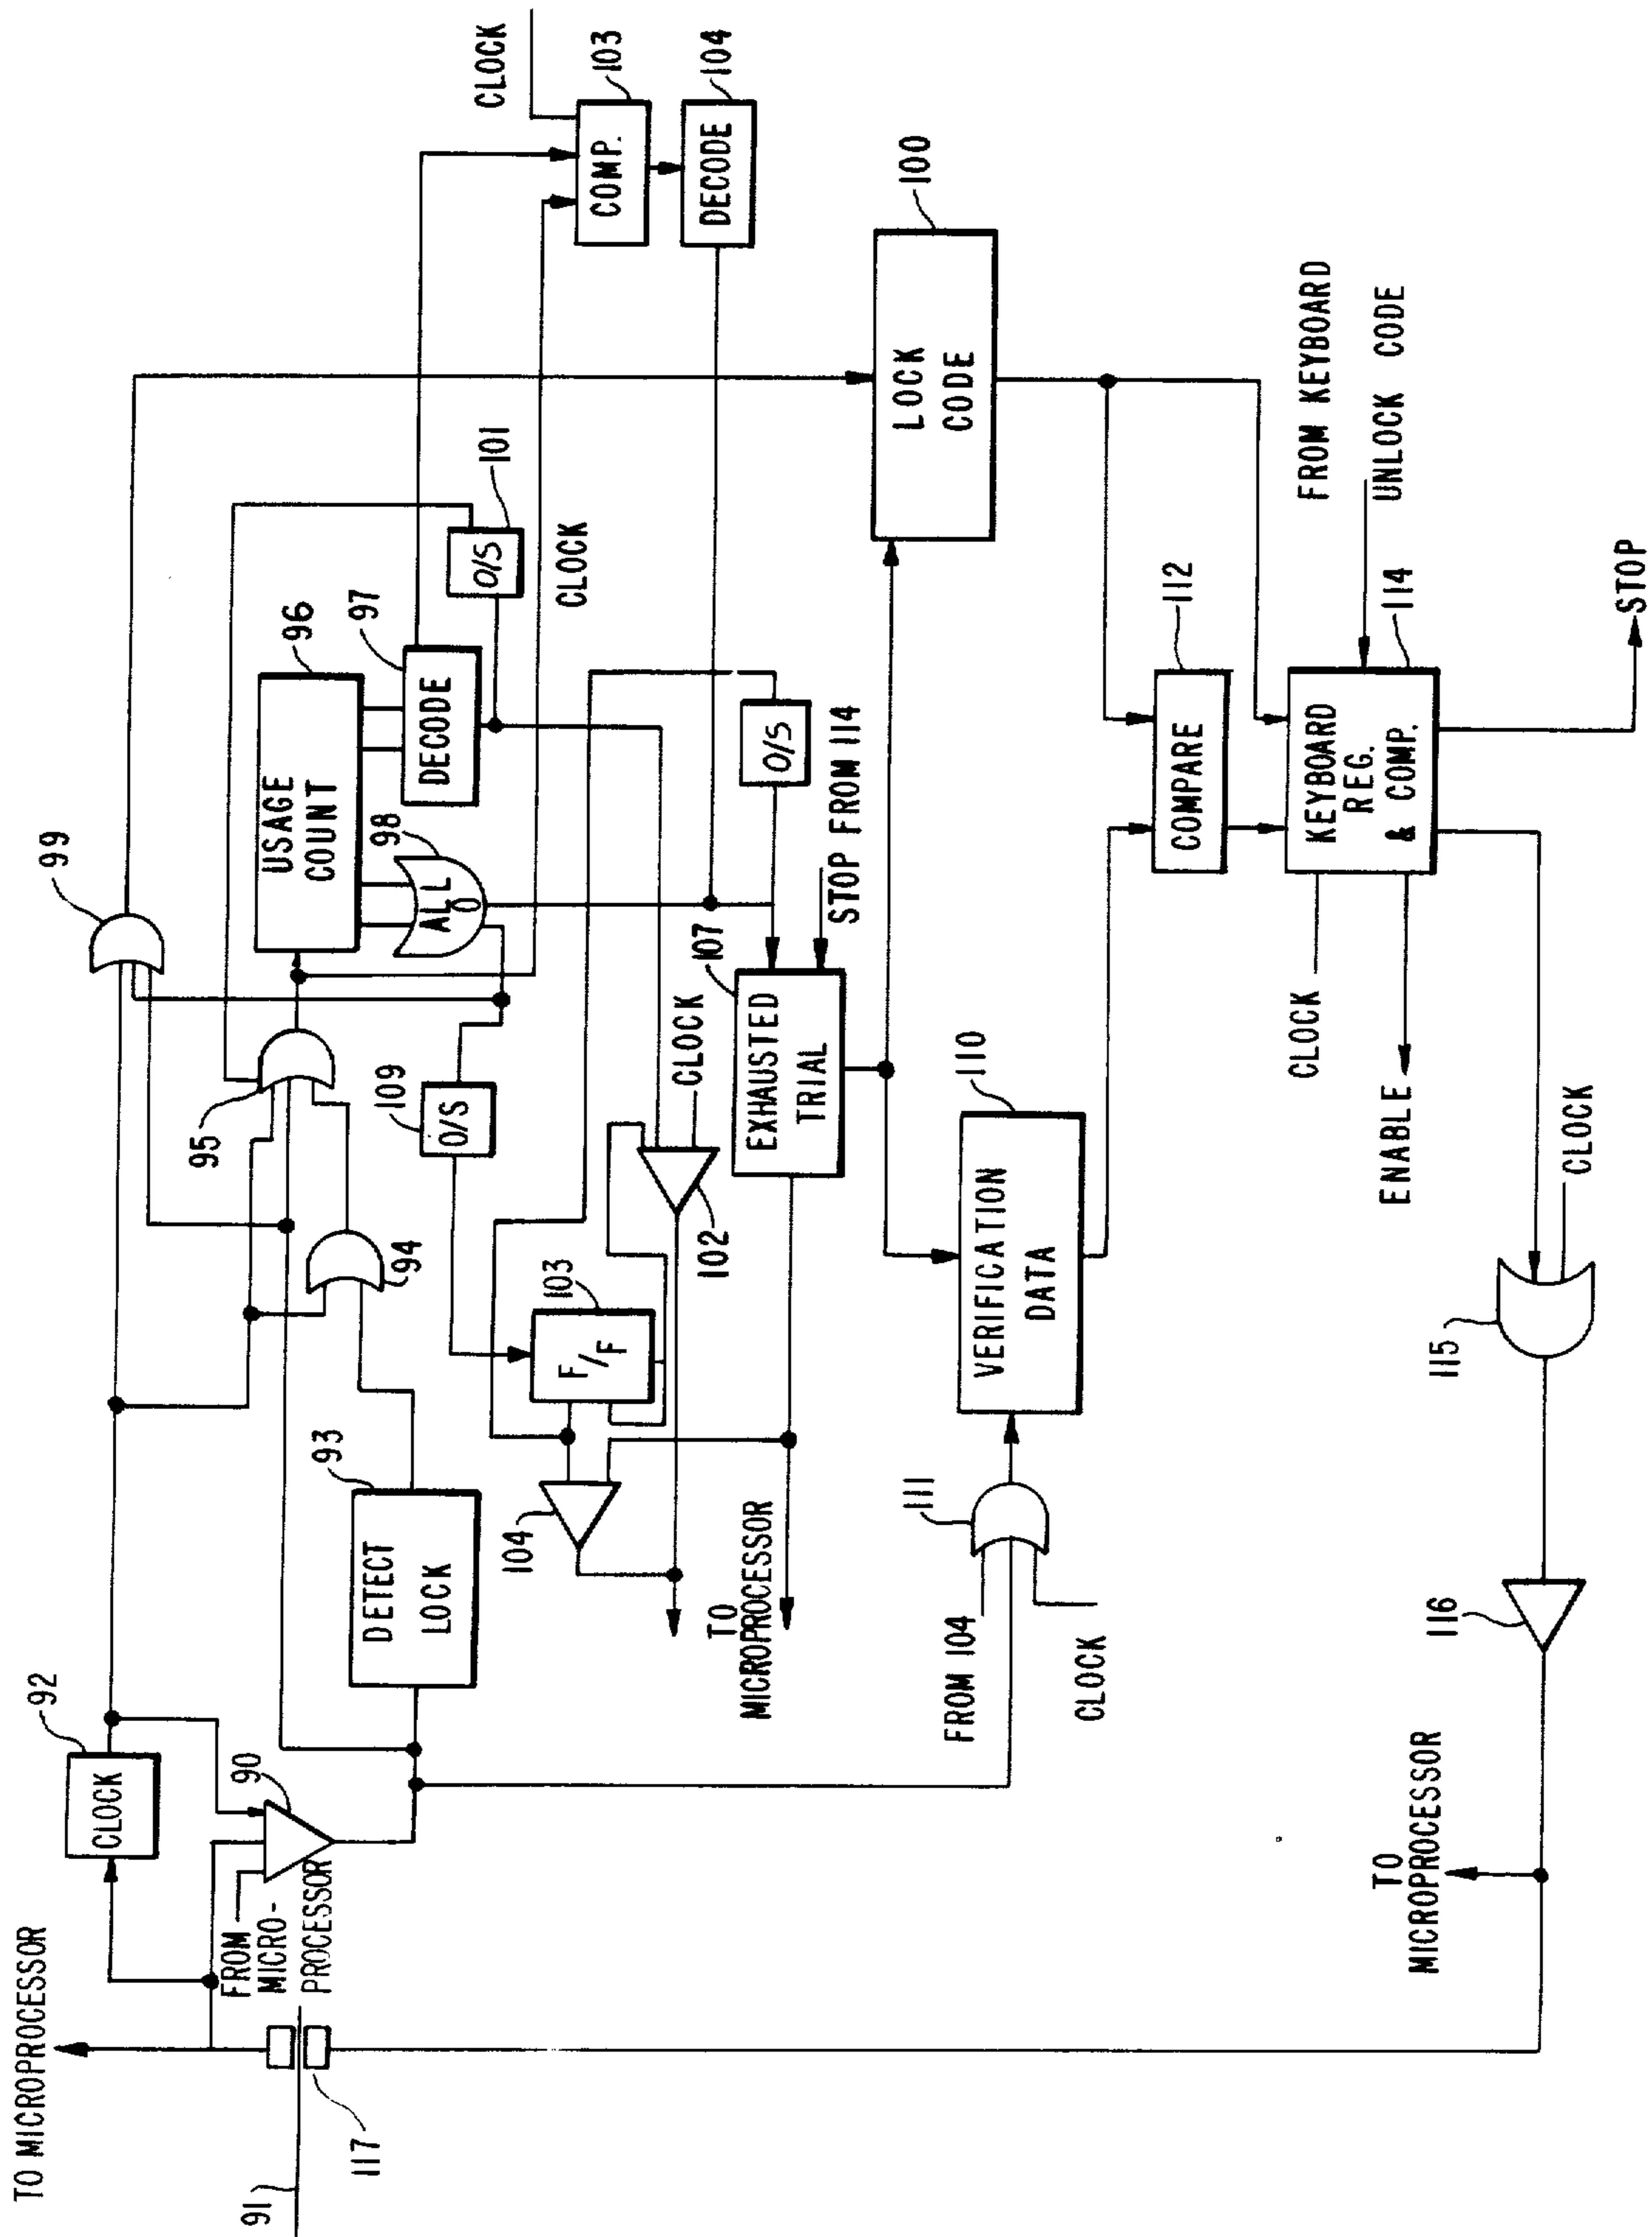 TO MICROPROCESSOR
91
117
CLOCK
92
FROM
MICRO-
PROCESSOR
90
DETECT
LOCK
93
94
95
99
USAGE
COUNT
96
DECODE
97
ALL
0
98
O/S
101
CLOCK
CLOCK
COMP.
103
DECODE
104
O/S
109
F/F
103
104
102
CLOCK
TO
MICROPROCESSOR
O/S
STOP FROM 114
EXHAUSTED
TRIAL
107
LOCK
CODE
100
FROM 104
CLOCK
111
VERIFICATION
DATA
110
COMPARE
112
FROM KEYBOARD
UNLOCK CODE
KEYBOARD
REG.
& COMP.
114
CLOCK
ENABLE
STOP
CLOCK
115
116
TO
MICROPROCESSOR